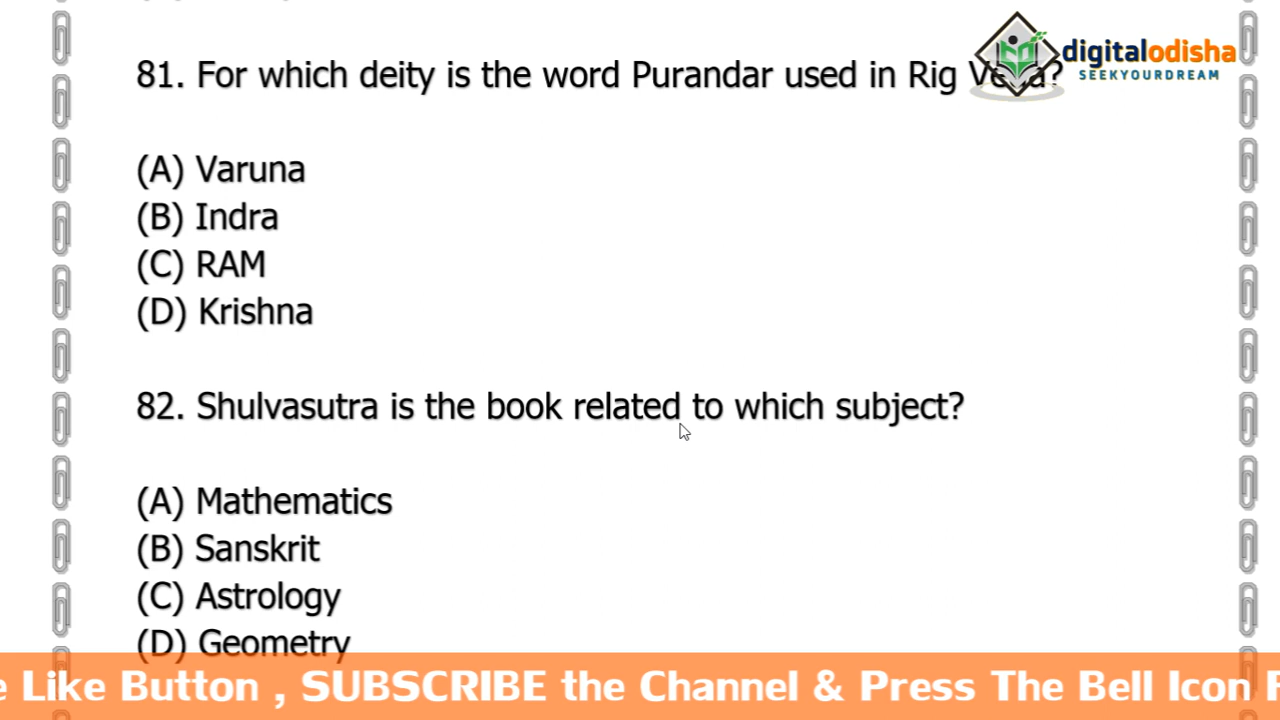 digitalodisha
SEEKYOURDREAM
81. For which deity is the word Purandar used in Rig Veda?
(A) Varuna
(B) Indra
(C) RAM
(D) Krishna
82. Shulvasutra is the book related to which subject?
(A) Mathematics
(B) Sanskrit
(C) Astrology
(D) Geometry
e Like Button , SUBSCRIBE the Channel & Press The Bell Icon F